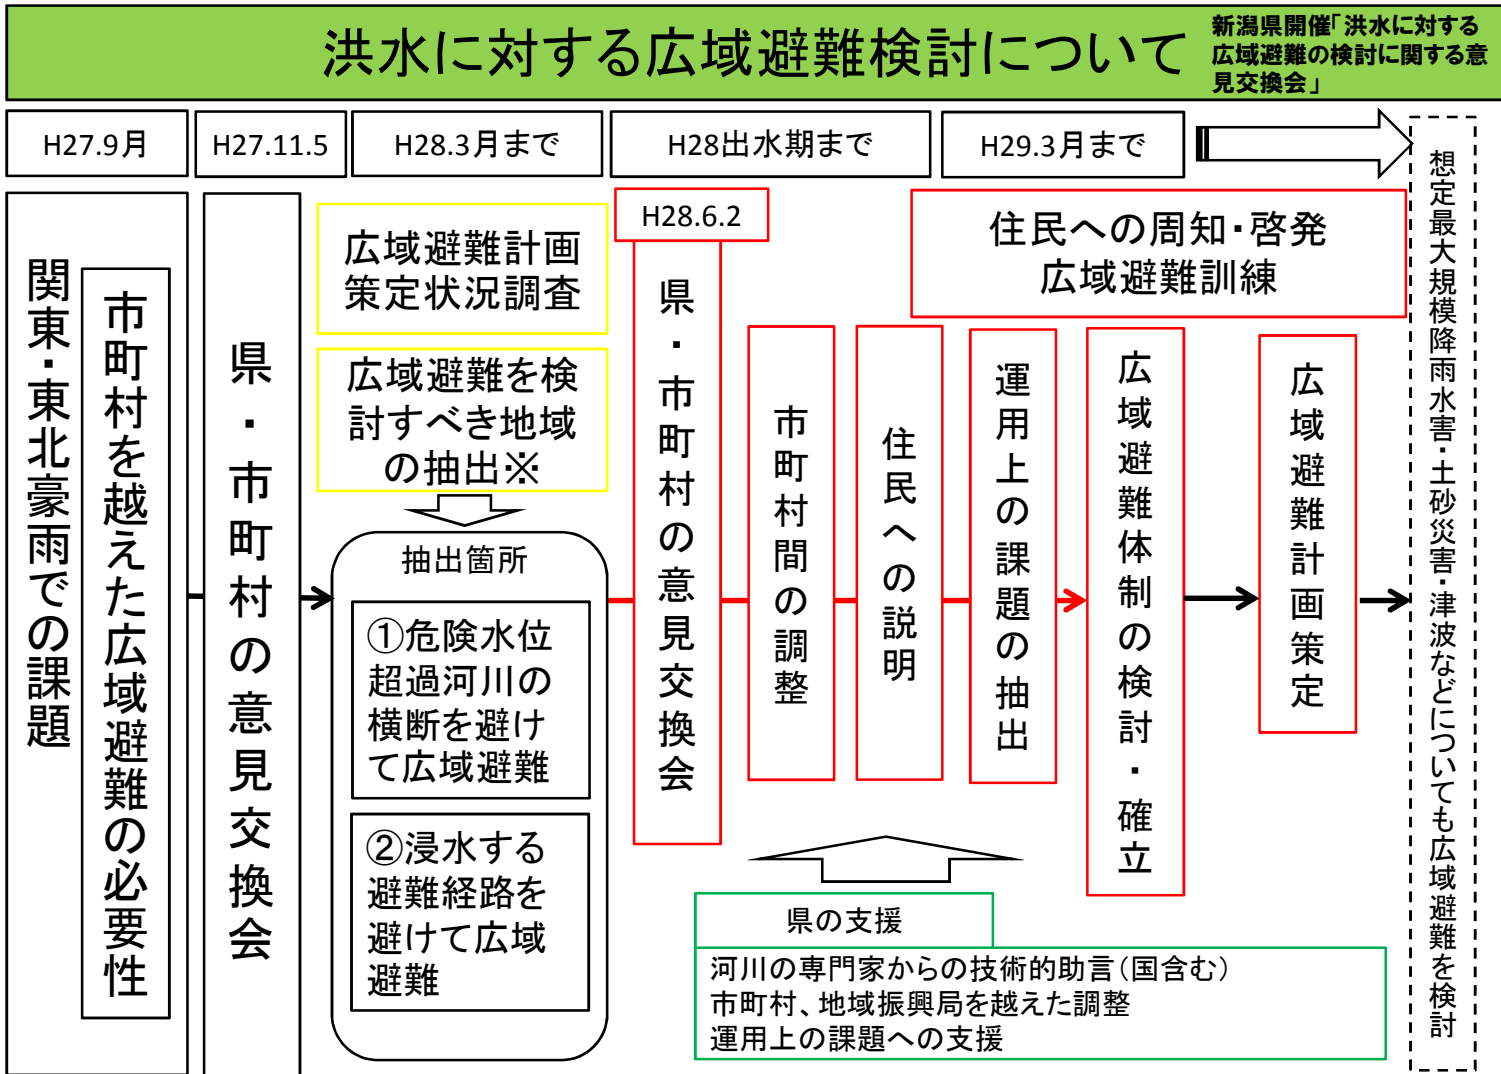 洪水に対する広域避難検討について
新潟県開催「洪水に対する
広域避難の検討に関する意
見交換会」
H27.9月
H27.11.5
H28.3月まで
H28出水期まで
H29.3月まで
関東・東北豪雨での課題
市町村を越えた広域避難の必要性
県・市町村の意見交換会
広域避難計画
策定状況調査
広域避難を検
討すべき地域
の抽出※
抽出箇所
①危険水位
超過河川の
横断を避け
て広域避難
②浸水する
避難経路を
避けて広域
避難
H28.6.2
県・市町村の意見交換会
市町村間の調整
住民への説明
運用上の課題の抽出
住民への周知・啓発
広域避難訓練
広域避難体制の検討・確立
広域避難計画策定
想定最大規模降雨水害・土砂災害・津波などについても広域避難を検討
県の支援
河川の専門家からの技術的助言（国含む）
市町村、地域振興局を越えた調整
運用上の課題への支援